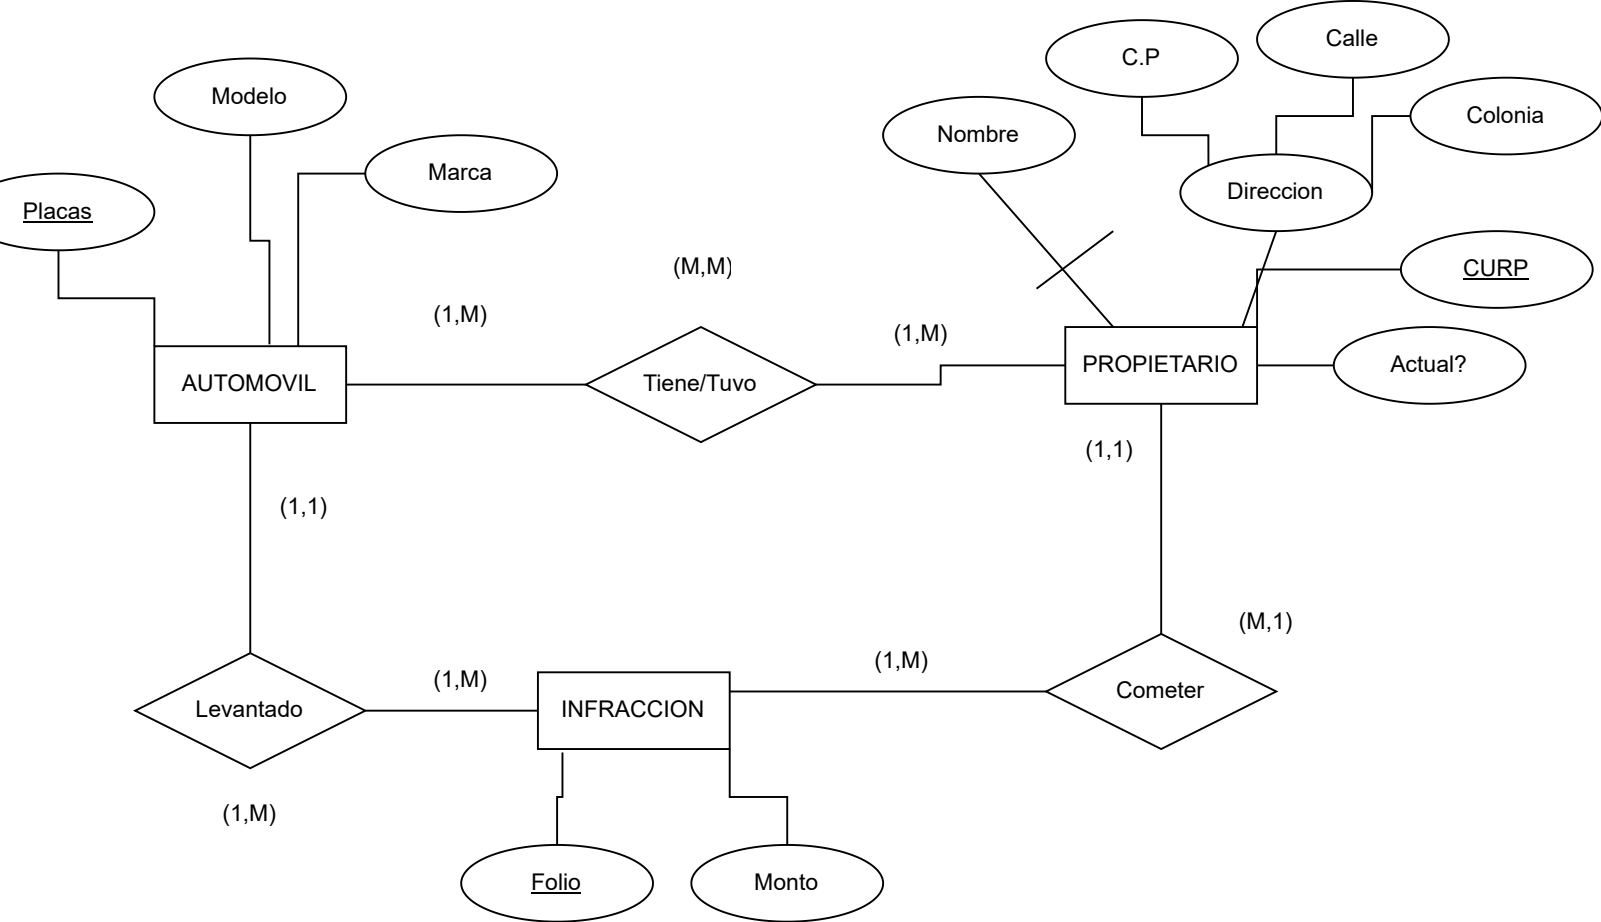 Calle
C.P
Modelo
Colonia
Nombre
Marca
Direccion
Placas
CURP
(M,M)
(1,M)
(1,M)
PROPIETARIO
Actual?
AUTOMOVIL
Tiene/Tuvo
(1,1)
(1,1)
(M,1)
(1,M)
(1,M)
Cometer
Levantado
INFRACCION
(1,M)
Folio
Monto